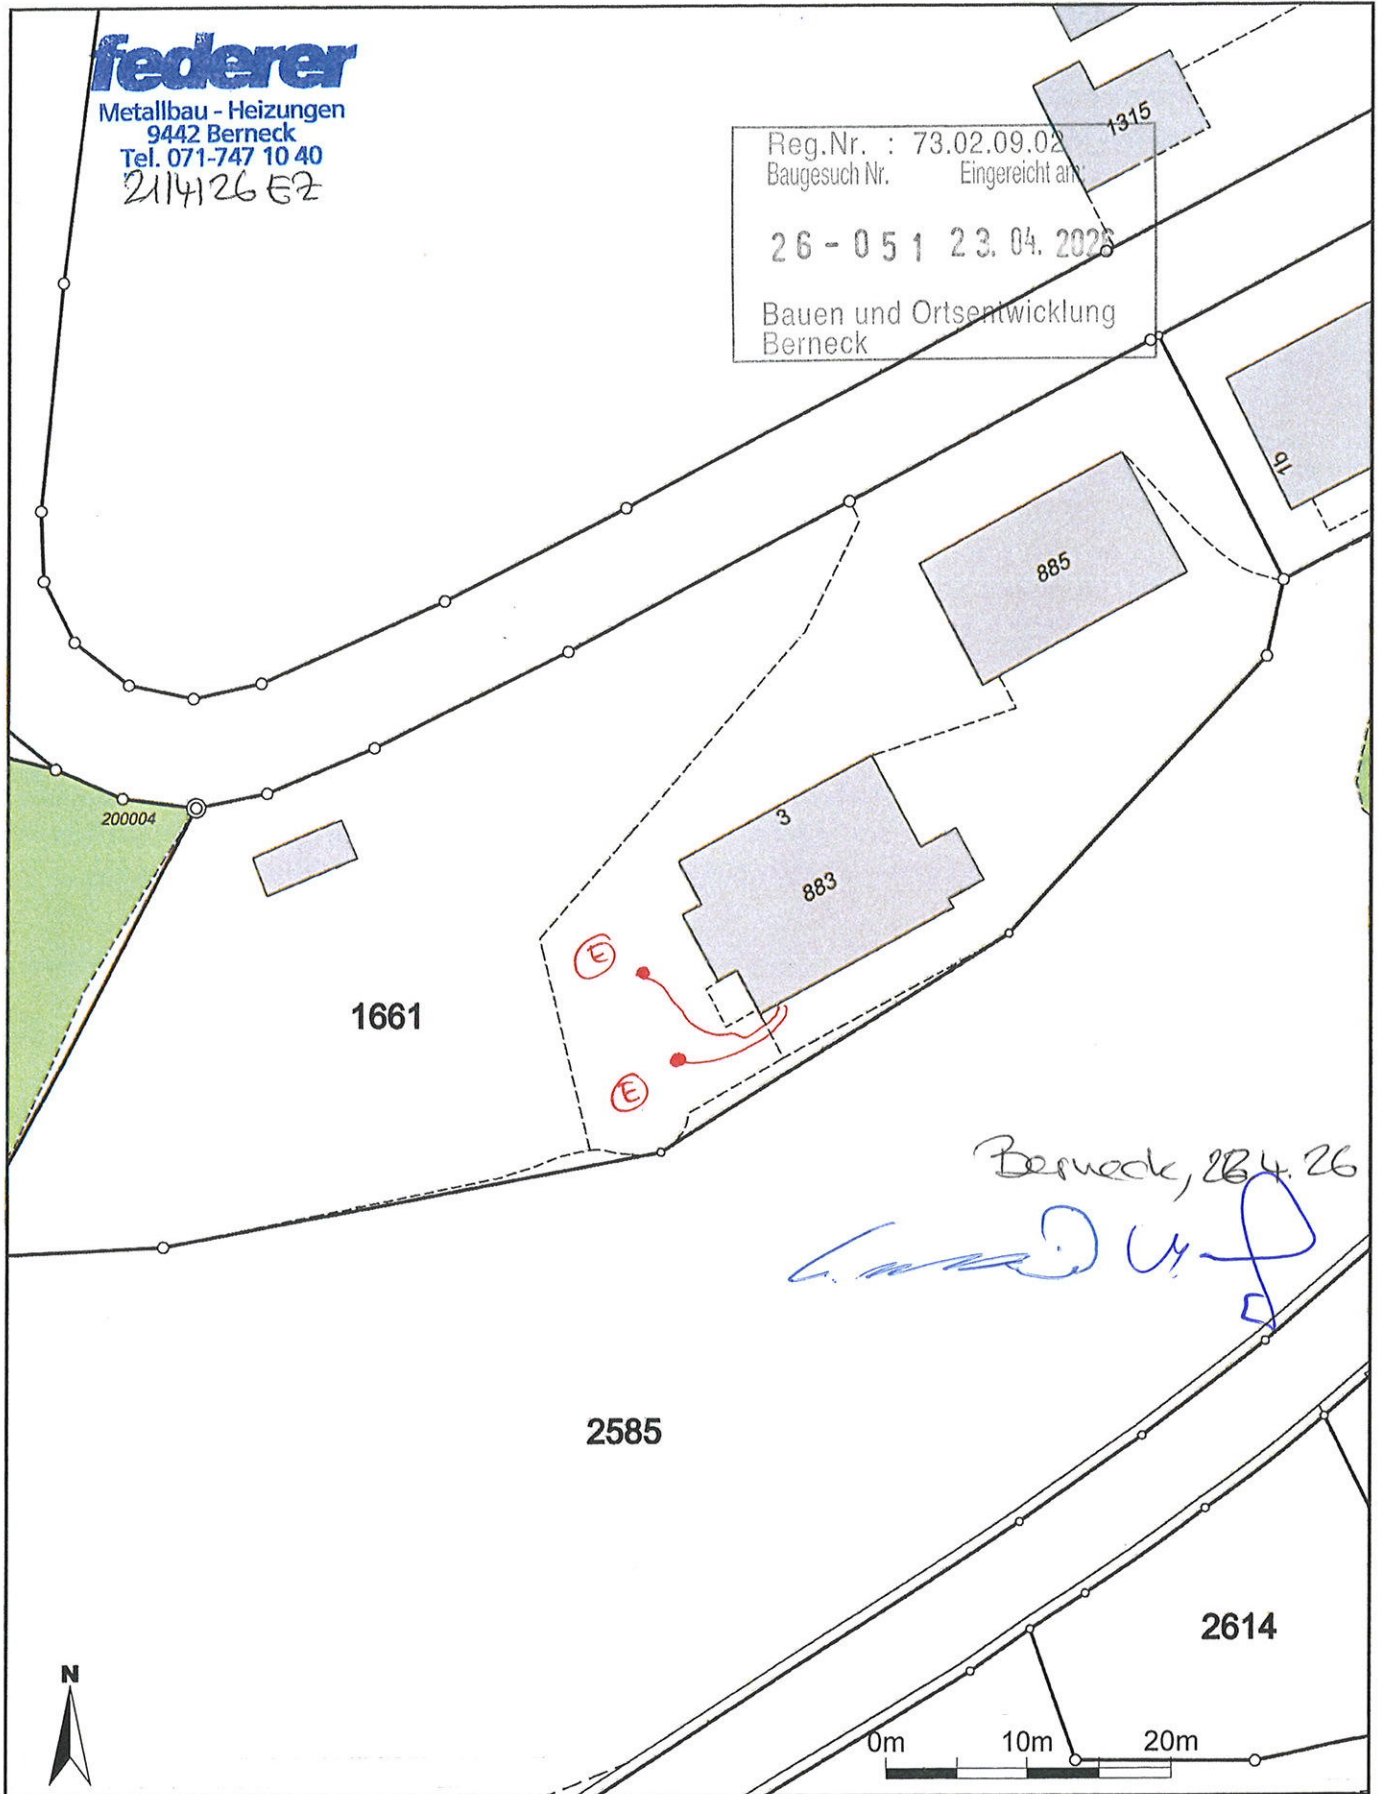 federer
Metallbau - Heizungen
9442 Berneck
Tel. 071-747 10 40
21/4/26 EZ
Reg.Nr. : 73.02.09.02
Baugesuch Nr. Eingereicht am:
26-051 23. 04. 2026
Bauen und Ortsentwicklung
Berneck
1315
1b
885
200004
3
883
E
1661
E
Berneck, 4.26
2585
2614
N
0m 10m 20m